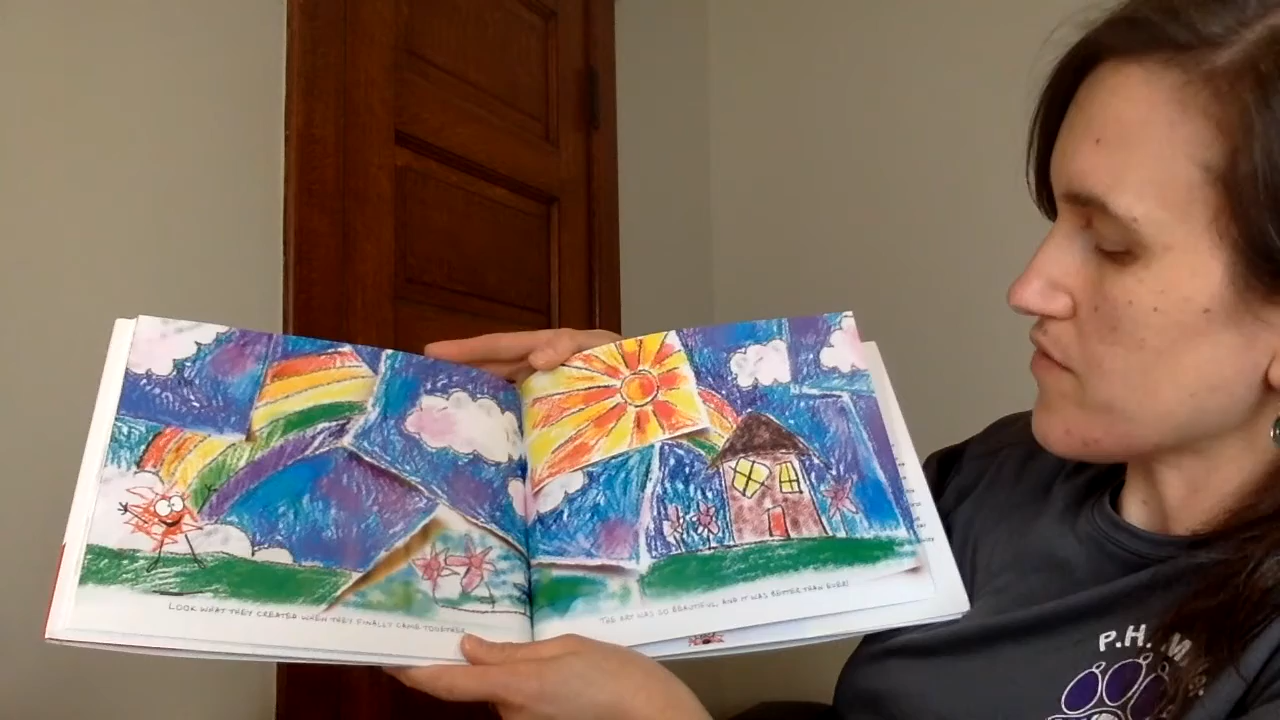 LOOK WHAT THEY CREATED WHEN THEY FINALLY CAME TOGETHER.
THE ART WAS SO BEAUTIFUL, AND IT WAS BETTER THAN EVER!
P.H.